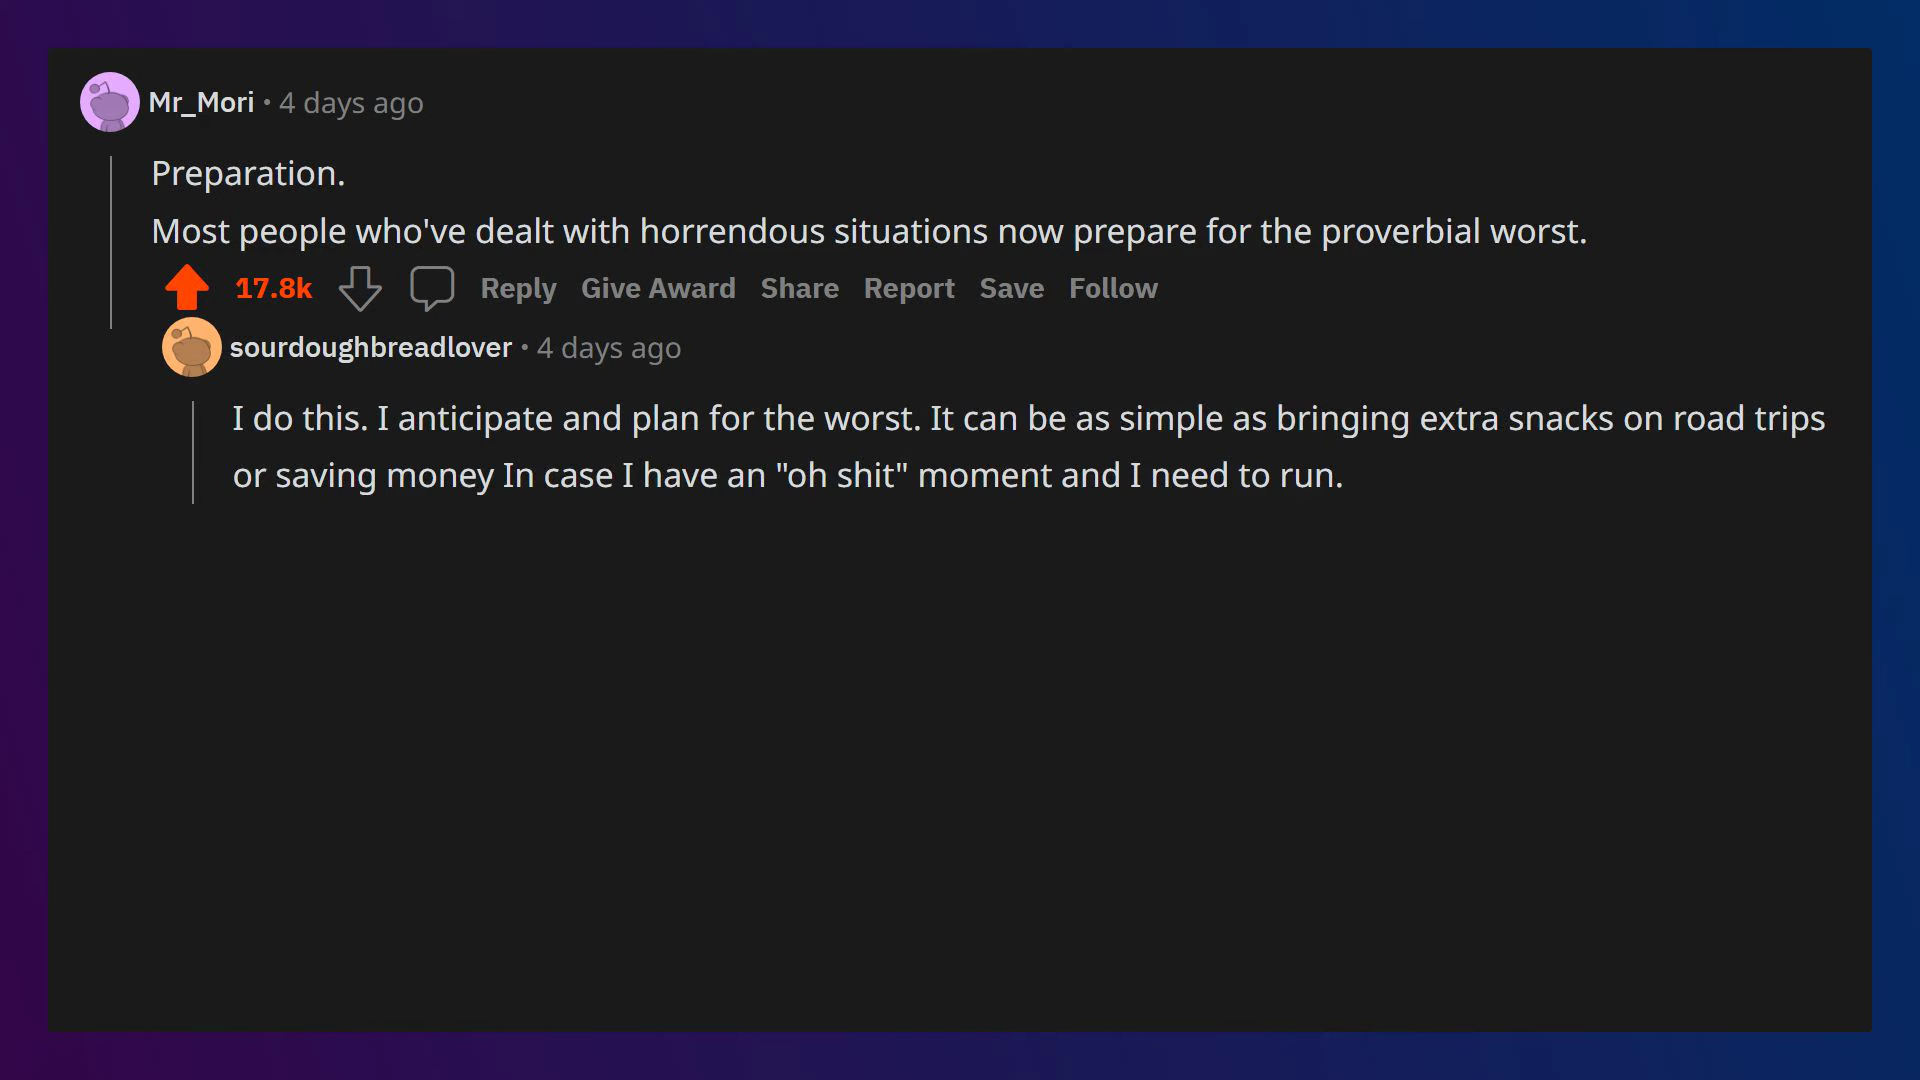 Mr_Mori • 4 days ago
Preparation.
Most people who've dealt with horrendous situations now prepare for the proverbial worst.
17.8k Reply Give Award Share Report Save Follow
sourdoughbreadlover • 4 days ago
I do this. I anticipate and plan for the worst. It can be as simple as bringing extra snacks on road trips
or saving money In case I have an "oh shit" moment and I need to run.